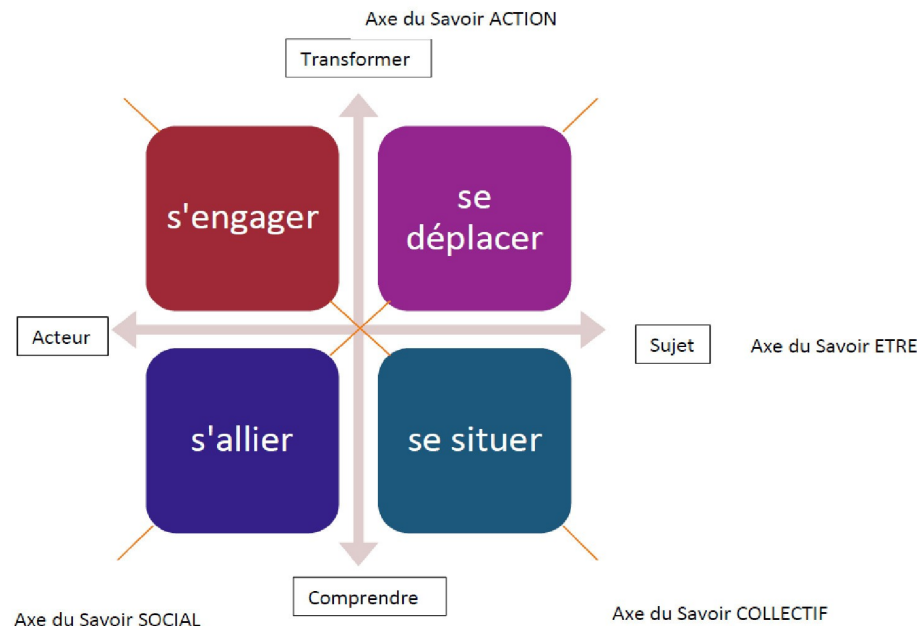 Axe du Savoir ACTION
Transformer
s'engager
se
déplacer
Acteur
Sujet
Axe du Savoir ETRE
s'allier
se situer
Comprendre
Axe du Savoir SOCIAL
Axe du Savoir COLLECTIF